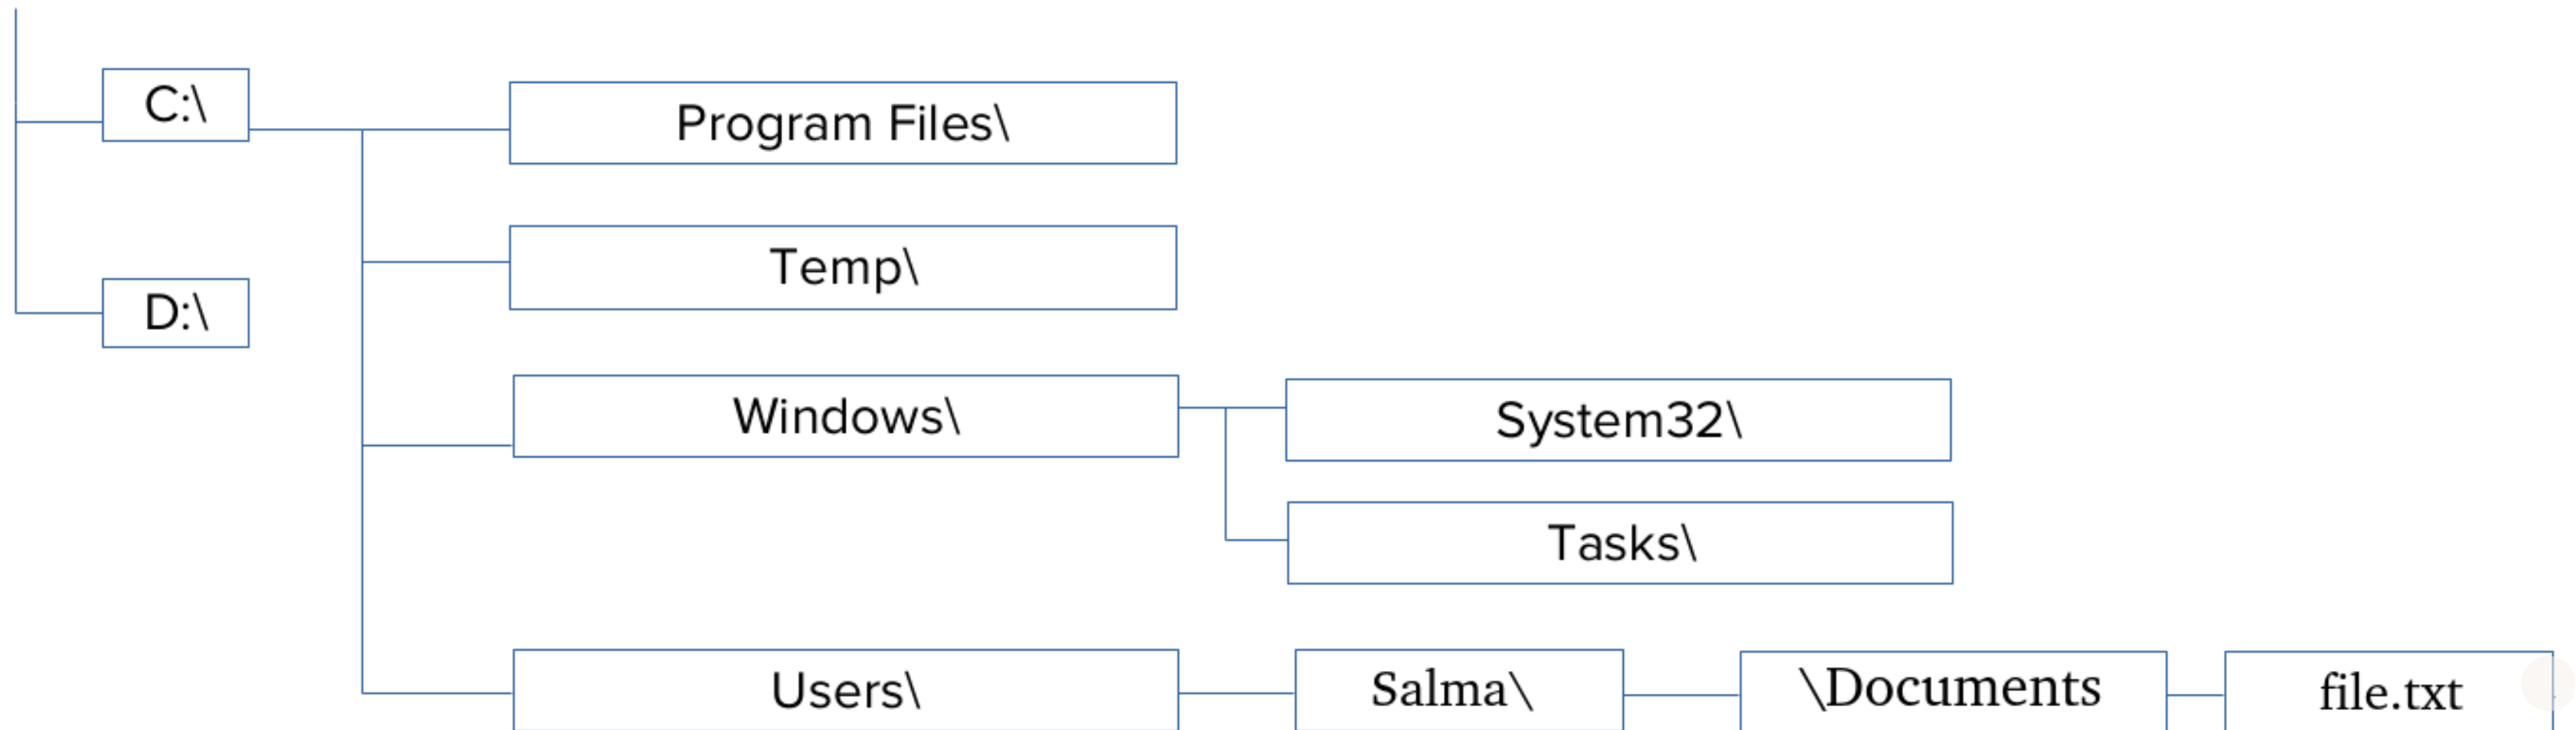 C:\
Program Files\
Temp\
D:\
Windows\
System32\
Tasks\
Users\
Salma\
\Documents
file.txt